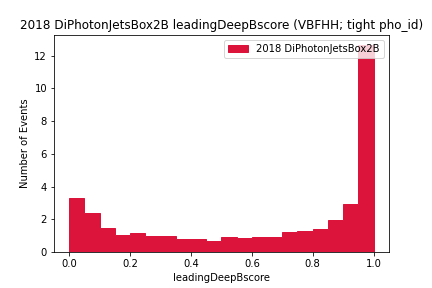 2018 DiPhotonJetsBox2B leadingDeepBscore (VBFHH; tight pho_id)
2018 DiPhotonJetsBox2B
12
10
8
6
4
2
0
Number of Events
0.0 0.2 0.4 0.6 0.8 1.0
leadingDeepBscore